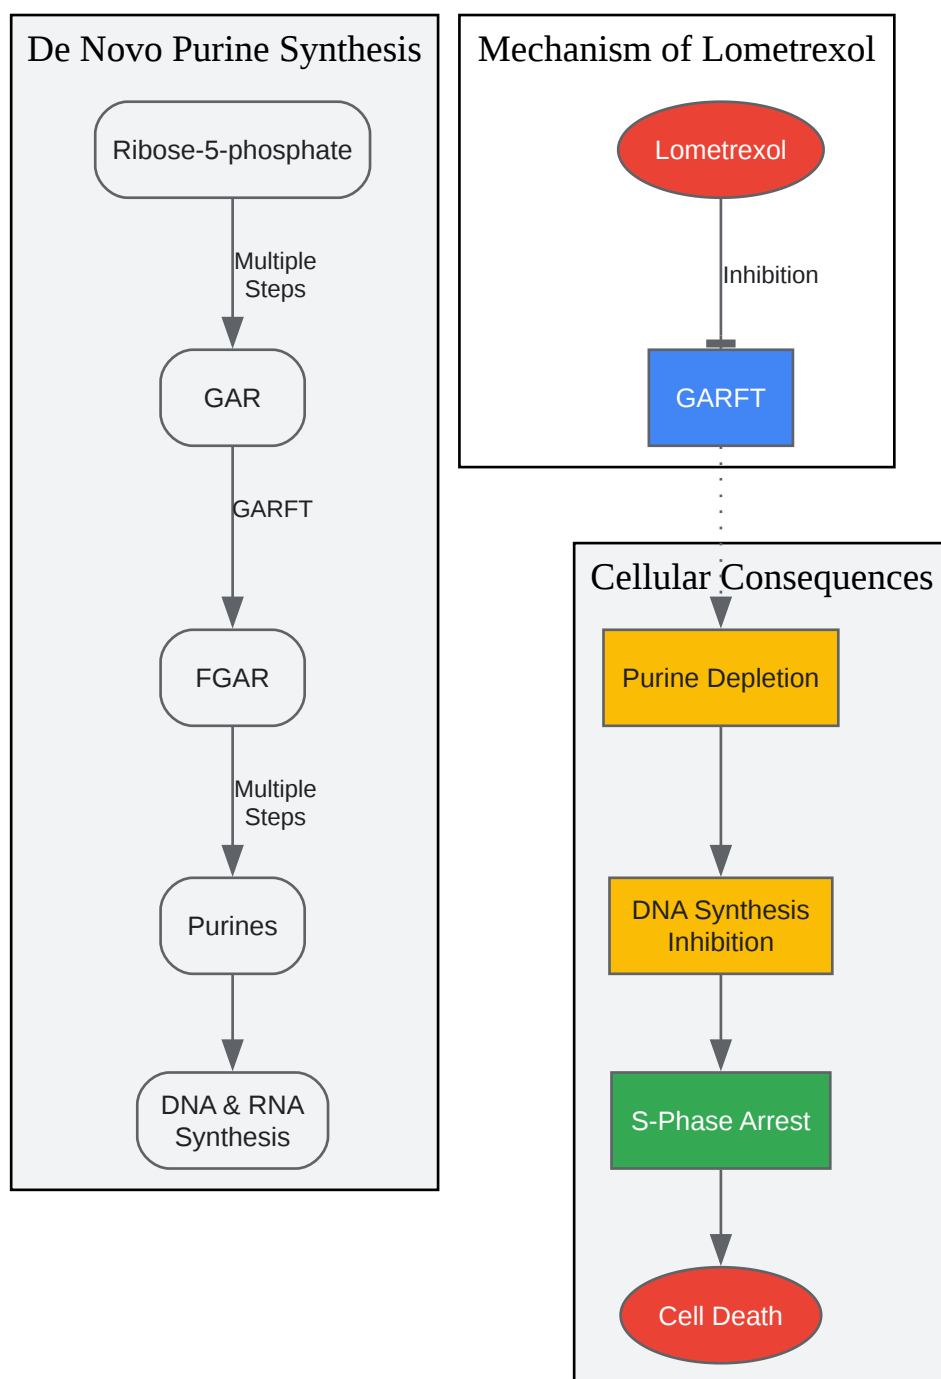 De Novo Purine Synthesis
Ribose-5-phosphate
Multiple
Steps
GAR
GARFT
FGAR
Multiple
Steps
Purines
DNA & RNA
Synthesis
Mechanism of Lometrexol
Lometrexol
Inhibition
GARFT
Cellular Consequences
Purine Depletion
DNA Synthesis
Inhibition
S-Phase Arrest
Cell Death